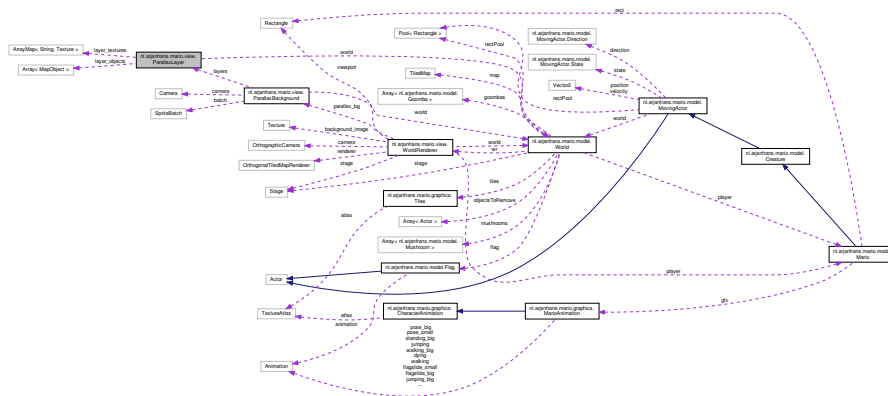 rect
Rectangle
Pool< Rectangle >
nl.arjanfrans.mario.model.
MovingActor.Direction
ArrayMap< String, Texture >
layer_textures
nl.arjanfrans.mario.view.
ParallaxLayer
world
rectPool
direction
layer_objects
Array< MapObject >
viewport
TiledMap
map
nl.arjanfrans.mario.model.
MovingActor.State
state
layers
Vector2
position
velocity
Camera
camera
nl.arjanfrans.mario.view.
ParallaxBackground
Array< nl.arjanfrans.mario.model.
Goomba >
goombas
rectPool
nl.arjanfrans.mario.model.
MovingActor
batch
SpriteBatch
parallax_bg
world
world
Texture
background_image
OrthographicCamera
camera
nl.arjanfrans.mario.view.
WorldRenderer
world
wr
nl.arjanfrans.mario.model.
World
renderer
OrthogonalTiledMapRenderer
nl.arjanfrans.mario.model.
Creature
stage
stage
Stage
tiles
nl.arjanfrans.mario.graphics.
Tiles
objectsToRemove
player
atlas
Array< Actor >
mushrooms
Array< nl.arjanfrans.mario.model.
Mushroom >
flag
nl.arjanfrans.mario.model.
Mario
Actor
nl.arjanfrans.mario.model.Flag
player
gfx
TextureAtlas
atlas
animation
nl.arjanfrans.mario.graphics.
CharacterAnimation
nl.arjanfrans.mario.graphics.
MarioAnimation
pose_big
pose_small
standing_big
jumping
walking_big
dying
walking
flagslide_small
flagslide_big
jumping_big
...
Animation